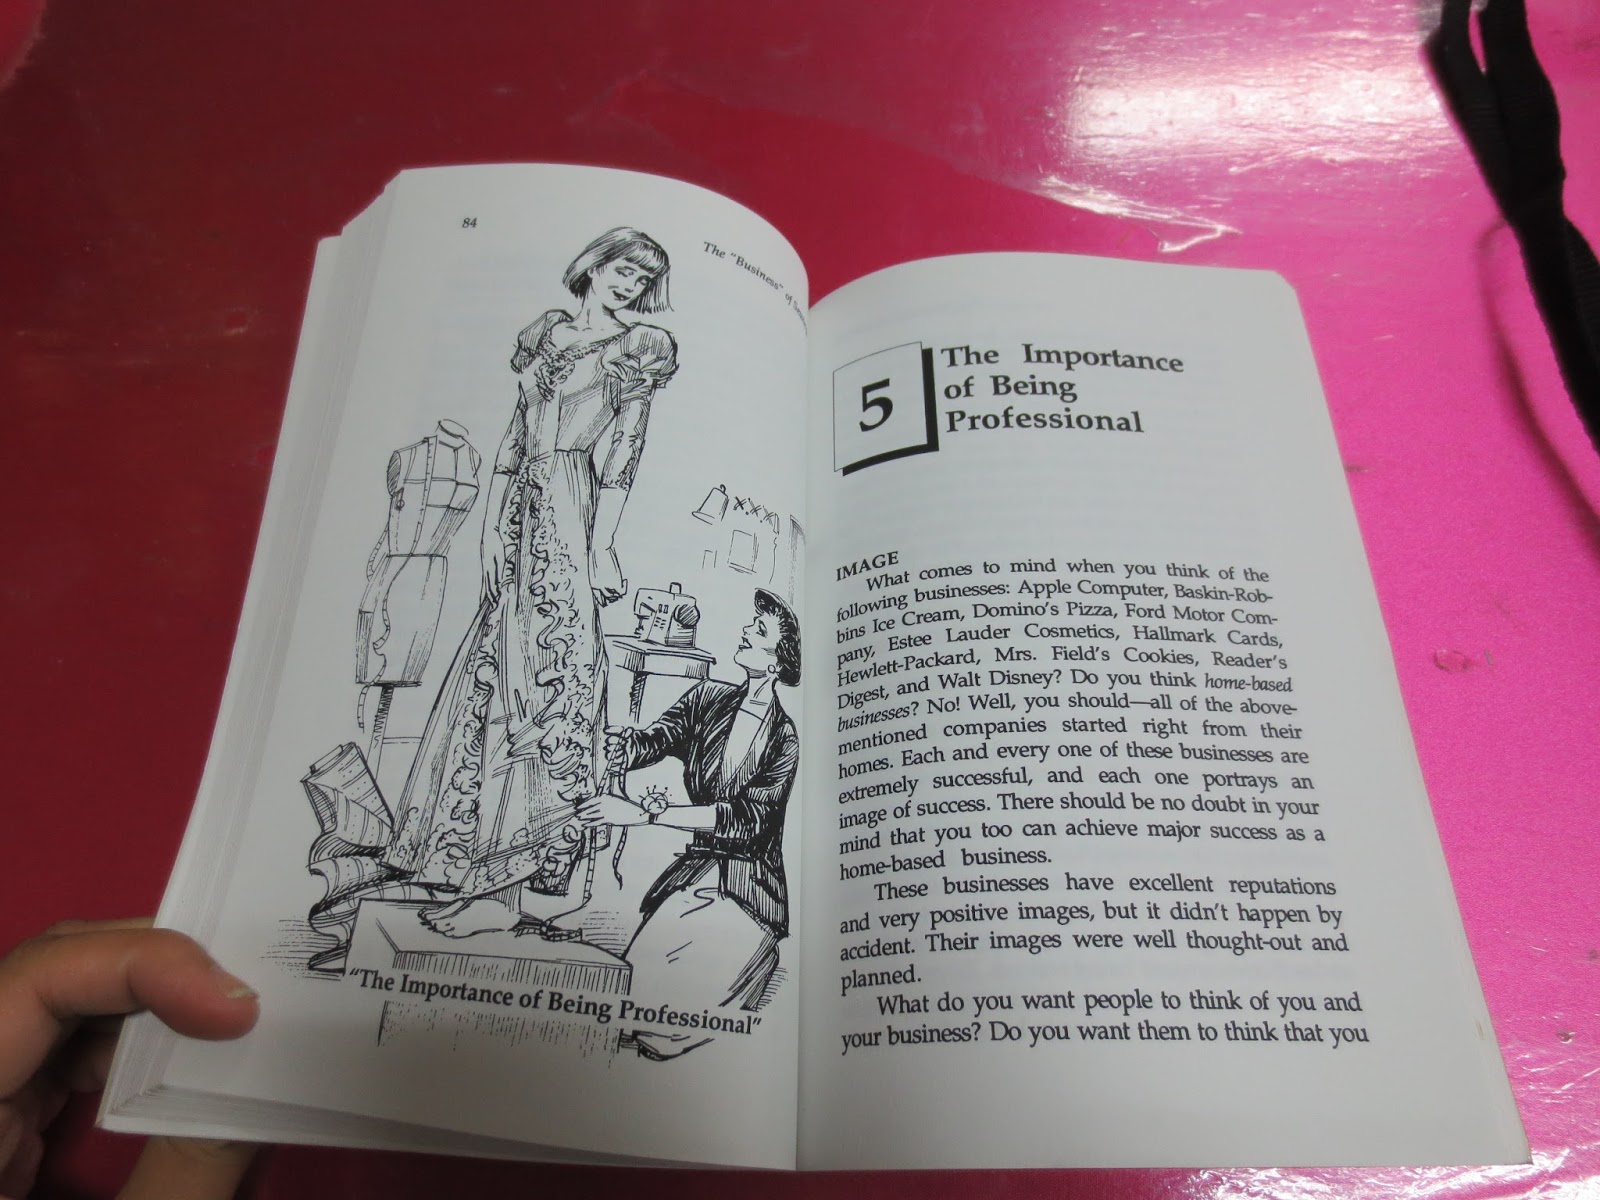 84
The "Business" of
"The Importance of Being Professional"
5
The Importance
of Being
Professional
IMAGE
What comes to mind when you think of the
following businesses: Apple Computer, Baskin-Rob-
bins Ice Cream, Domino's Pizza, Ford Motor Com-
pany, Estee Lauder Cosmetics, Hallmark Cards,
Hewlett-Packard, Mrs. Field's Cookies, Reader's
Digest, and Walt Disney? Do you think home-based
businesses? No! Well, you should—all of the above-
mentioned companies started right from their
homes. Each and every one of these businesses are
extremely successful, and each one portrays an
image of success. There should be no doubt in your
mind that you too can achieve major success as a
home-based business.
These businesses have excellent reputations
and very positive images, but it didn't happen by
accident. Their images were well thought-out and
planned.
What do you want people to think of you and
your business? Do you want them to think that you